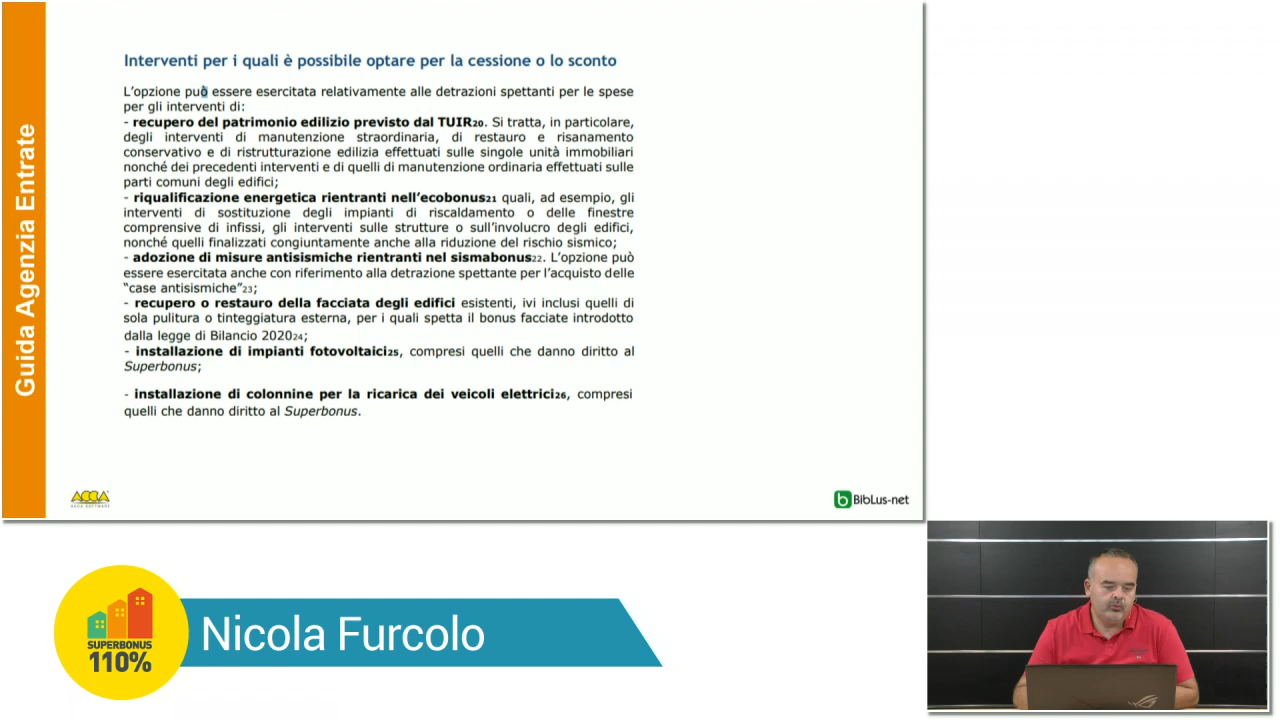 Guida Agenzia Entrate
Interventi per i quali è possibile optare per la cessione o lo sconto
L'opzione può essere esercitata relativamente alle detrazioni spettanti per le spese
per gli interventi di:
- recupero del patrimonio edilizio previsto dal TUIR20. Si tratta, in particolare,
degli interventi di manutenzione straordinaria, di restauro e risanamento
conservativo e di ristrutturazione edilizia effettuati sulle singole unità immobiliari
nonché dei precedenti interventi e di quelli di manutenzione ordinaria effettuati sulle
parti comuni degli edifici;
- riqualificazione energetica rientranti nell'ecobonus21 quali, ad esempio, gli
interventi di sostituzione degli impianti di riscaldamento o delle finestre
comprensive di infissi, gli interventi sulle strutture o sull'involucro degli edifici,
nonché quelli finalizzati congiuntamente anche alla riduzione del rischio sismico;
- adozione di misure antisismiche rientranti nel sismabonus22. L'opzione può
essere esercitata anche con riferimento alla detrazione spettante per l'acquisto delle
“case antisismiche”23;
- recupero o restauro della facciata degli edifici esistenti, ivi inclusi quelli di
sola pulitura o tinteggiatura esterna, per i quali spetta il bonus facciate introdotto
dalla legge di Bilancio 202024;
- installazione di impianti fotovoltaici25, compresi quelli che danno diritto al
Superbonus;
- installazione di colonnine per la ricarica dei veicoli elettrici26, compresi
quelli che danno diritto al Superbonus.
ACCA
ACCA SOFTWARE
b BibLus-net
SUPERBONUS
110%
Nicola Furcolo